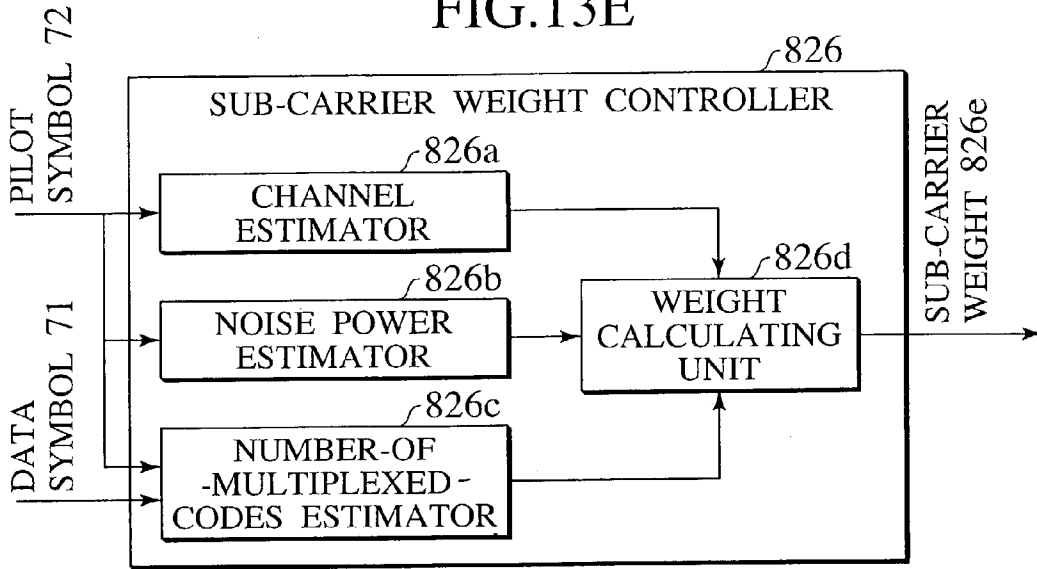 FIG.13E
826
SUB-CARRIER WEIGHT CONTROLLER
PILOT
SYMBOL 72
826a
CHANNEL
ESTIMATOR
826b
NOISE POWER
ESTIMATOR
826d
WEIGHT
CALCULATING
UNIT
SUB-CARRIER
WEIGHT 826e
DATA
SYMBOL 71
826c
NUMBER-OF
-MULTIPLEXED-
CODES ESTIMATOR